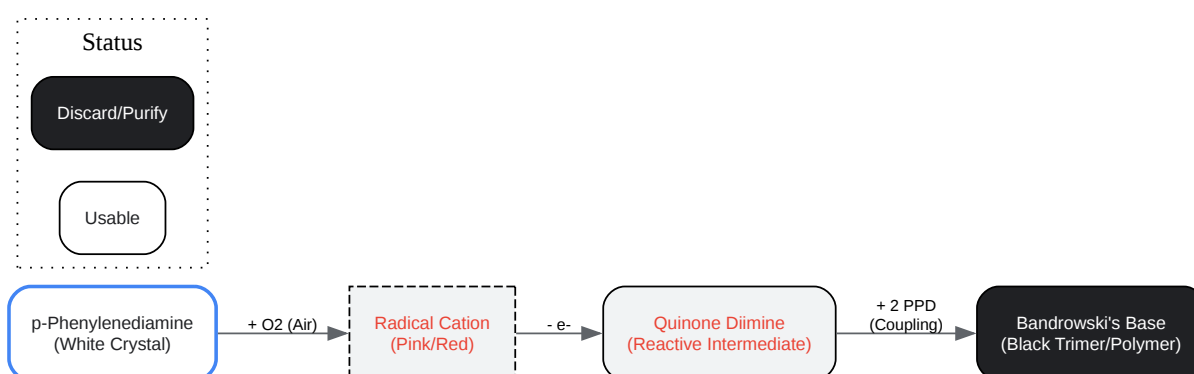 Status
Discard/Purify
Usable
p-Phenylenediamine
(White Crystal)
+ O2 (Air)
Radical Cation
(Pink/Red)
- e-
Quinone Diimine
(Reactive Intermediate)
+ 2 PPD
(Coupling)
Bandrowski's Base
(Black Trimer/Polymer)